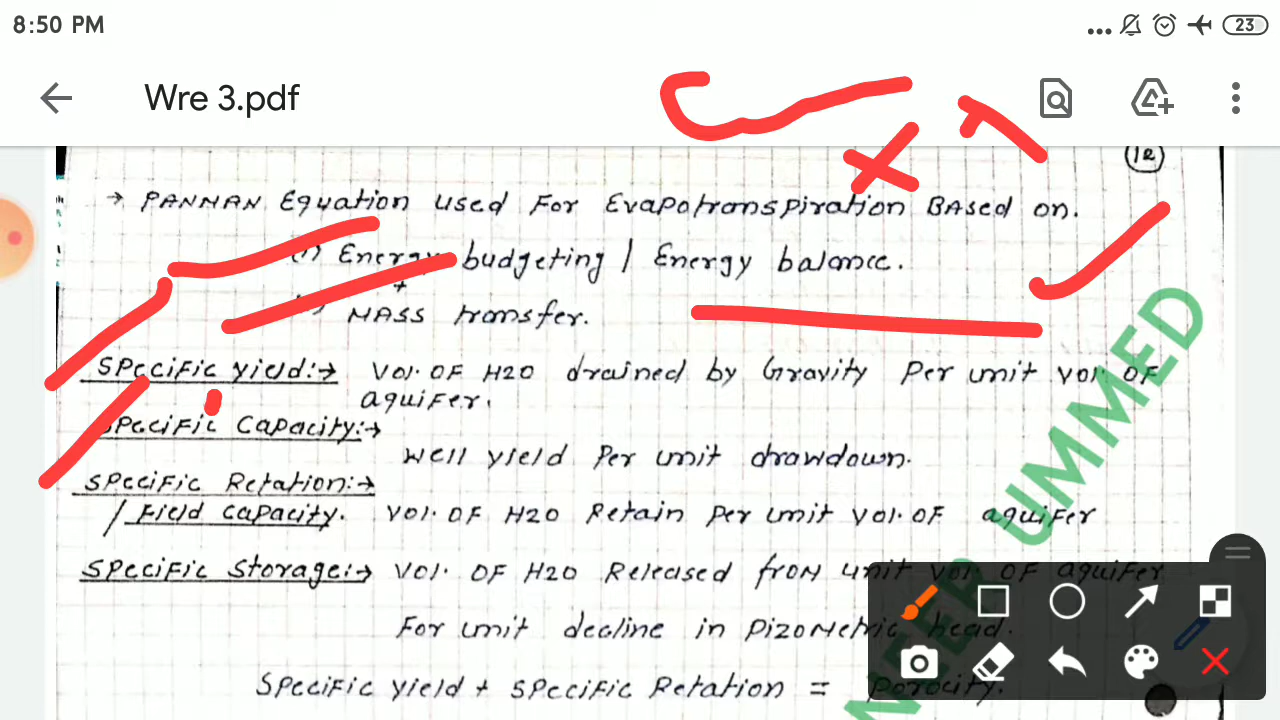 8:50 PM
23
Wre 3.pdf
12
→ PANMAN Equation used For Evapotranspiration BAsed on.
(i) Energy budgeting / Energy balance.
+
MASS transfer.
Specific yield:→ Vol. OF H2O drained by Gravity Per unit vol. OF
aquifer.
Specific Capacity:→
Well yield Per unit drawdown.
Specific Retation:→
/ Field capacity. Vol. OF H2O Retain Per unit vol. OF aquifer
Specific Storage:→ Vol. OF H2O Released from unit vol. OF aquifer
For unit decline in Pizometric head.
Specific yield + Specific Retation = Porocity.
UMMED